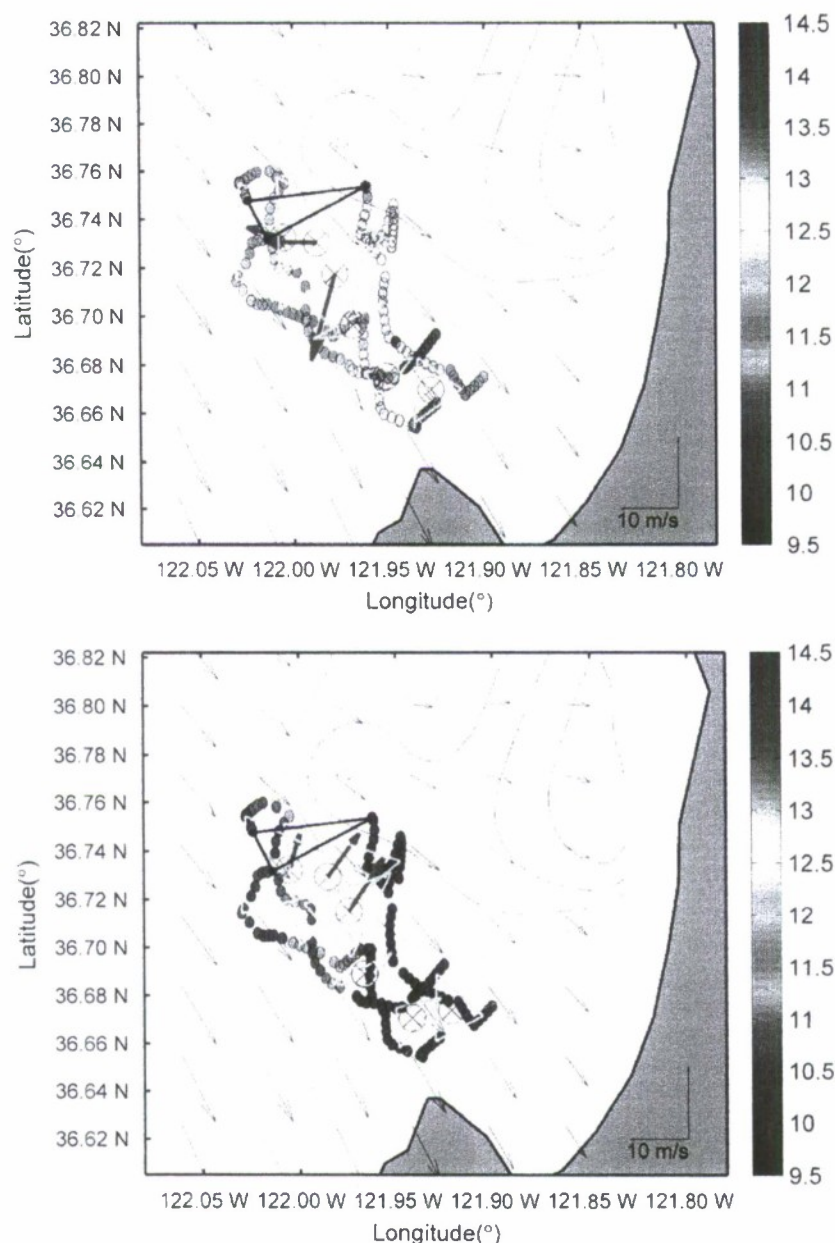 36.82 N
36.80 N
36.78 N
36.76 N
36.74 N
36.72 N
36.70 N
36.68 N
36.66 N
36.64 N
36.62 N
Latitude(°)
10 m/s
122.05 W 122.00 W 121.95 W 121.90 W 121.85 W 121.80 W
Longitude(°)
14.5
14
13.5
13
12.5
12
11.5
11
10.5
10
9.5
36.82 N
36.80 N
36.78 N
36.76 N
36.74 N
36.72 N
36.70 N
36.68 N
36.66 N
36.64 N
36.62 N
Latitude(°)
10 m/s
122.05 W 122.00 W 121.95 W 121.90 W 121.85 W 121.80 W
Longitude(°)
14.5
14
13.5
13
12.5
12
11.5
11
10.5
10
9.5